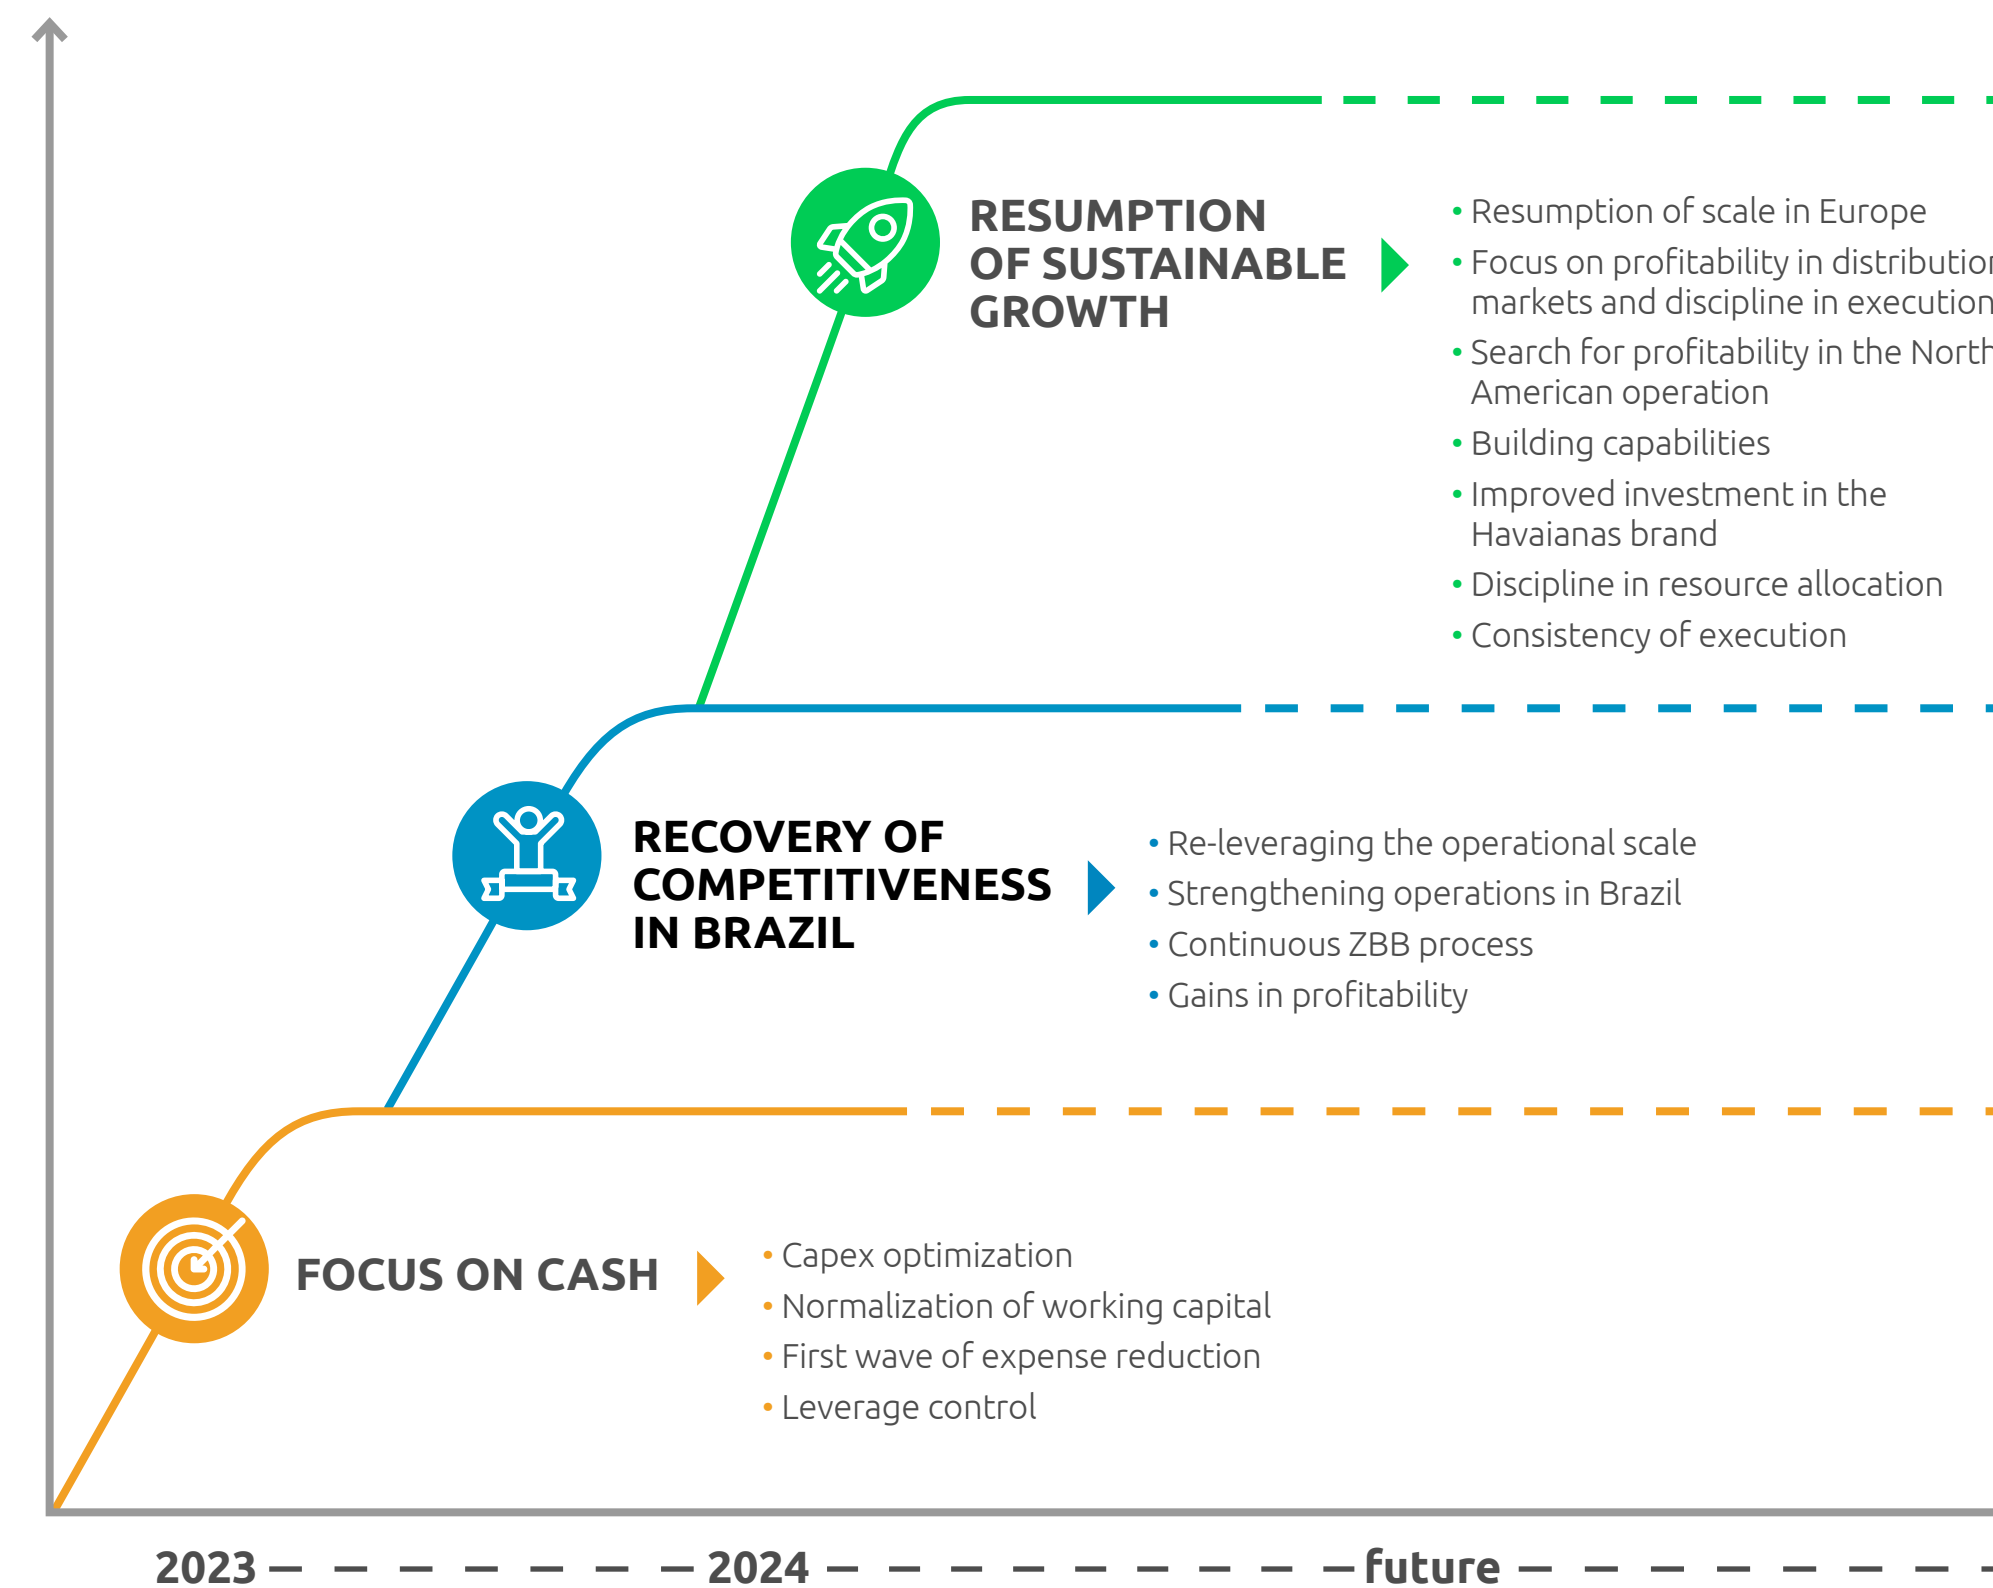 RESUMPTION
OF SUSTAINABLE
GROWTH
• Resumption of scale in Europe
• Focus on profitability in distribution
markets and discipline in execution
• Search for profitability in the North
American operation
• Building capabilities
• Improved investment in the
Havaianas brand
• Discipline in resource allocation
• Consistency of execution
RECOVERY OF
COMPETITIVENESS
IN BRAZIL
• Re-leveraging the operational scale
• Strengthening operations in Brazil
• Continuous ZBB process
• Gains in profitability
FOCUS ON CASH
• Capex optimization
• Normalization of working capital
• First wave of expense reduction
• Leverage control
2023 2024 future